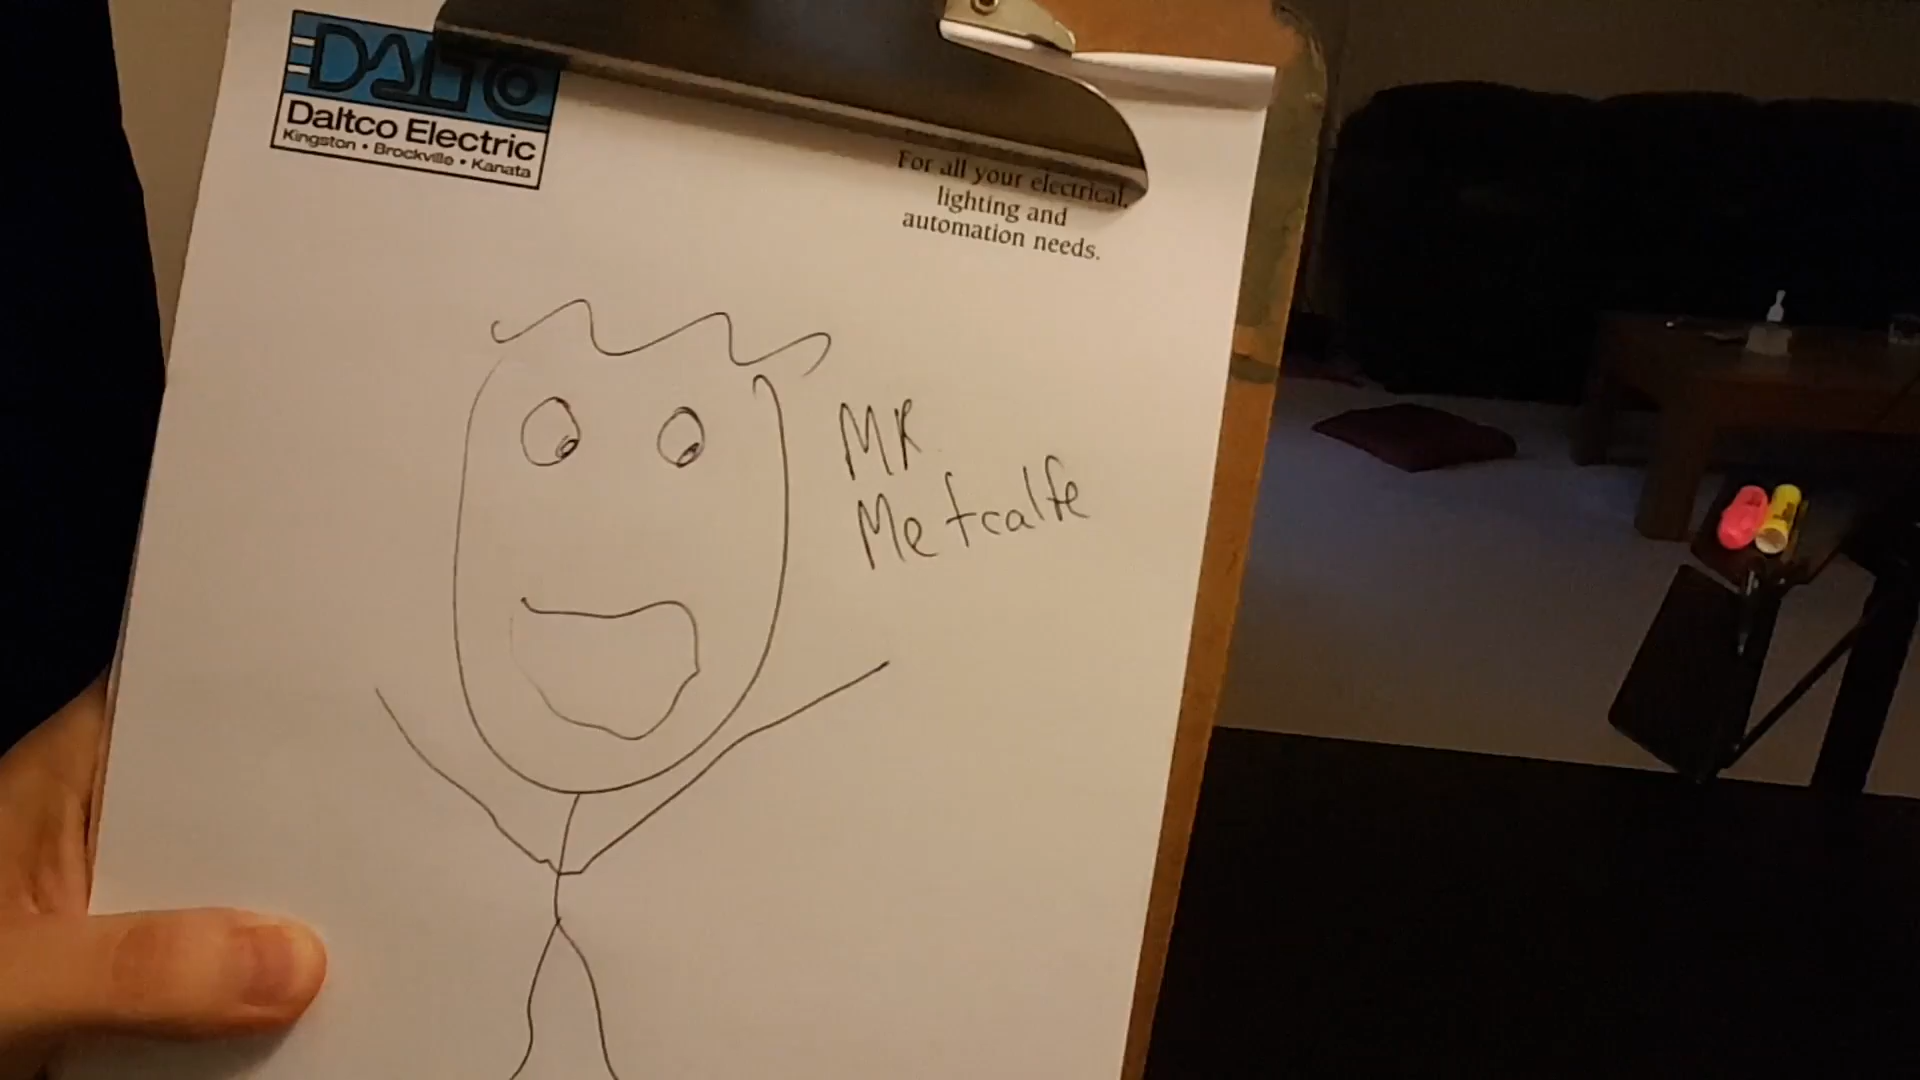 DALTCO
Daltco Electric
Kingston • Brockville • Kanata
For all your electrical,
lighting and
automation needs.
MR
Metcalfe